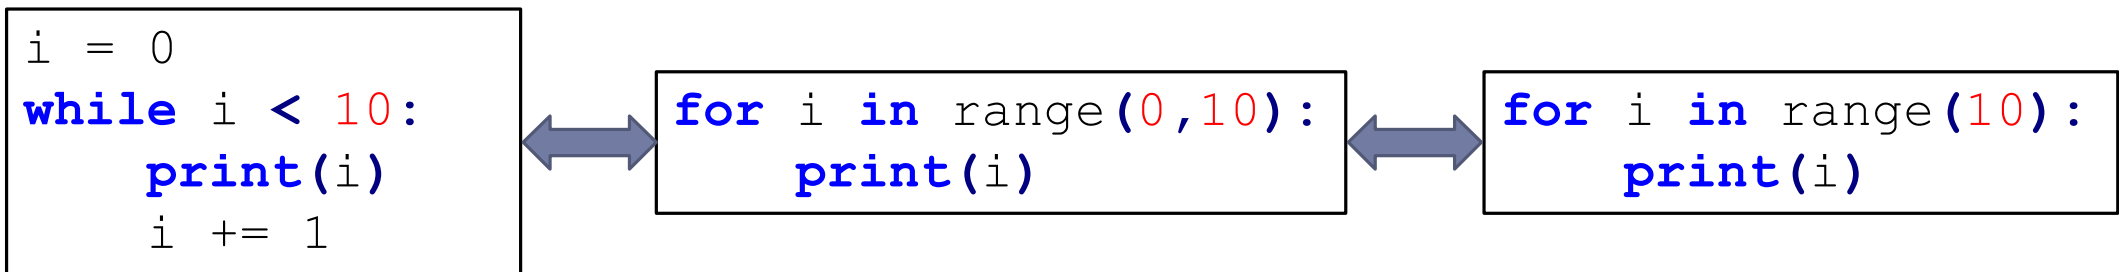 i = 0
while i < 10:
    print(i)
    i += 1
for i in range(0,10):
    print(i)
for i in range(10):
    print(i)